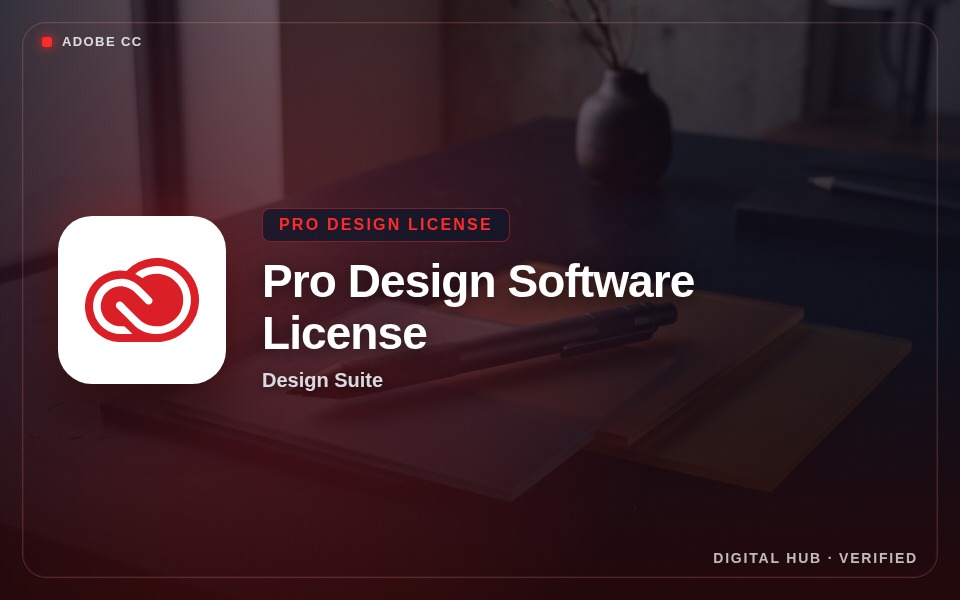 ADOBE CC
PRO DESIGN LICENSE
Pro Design Software
License
Design Suite
DIGITAL HUB · VERIFIED